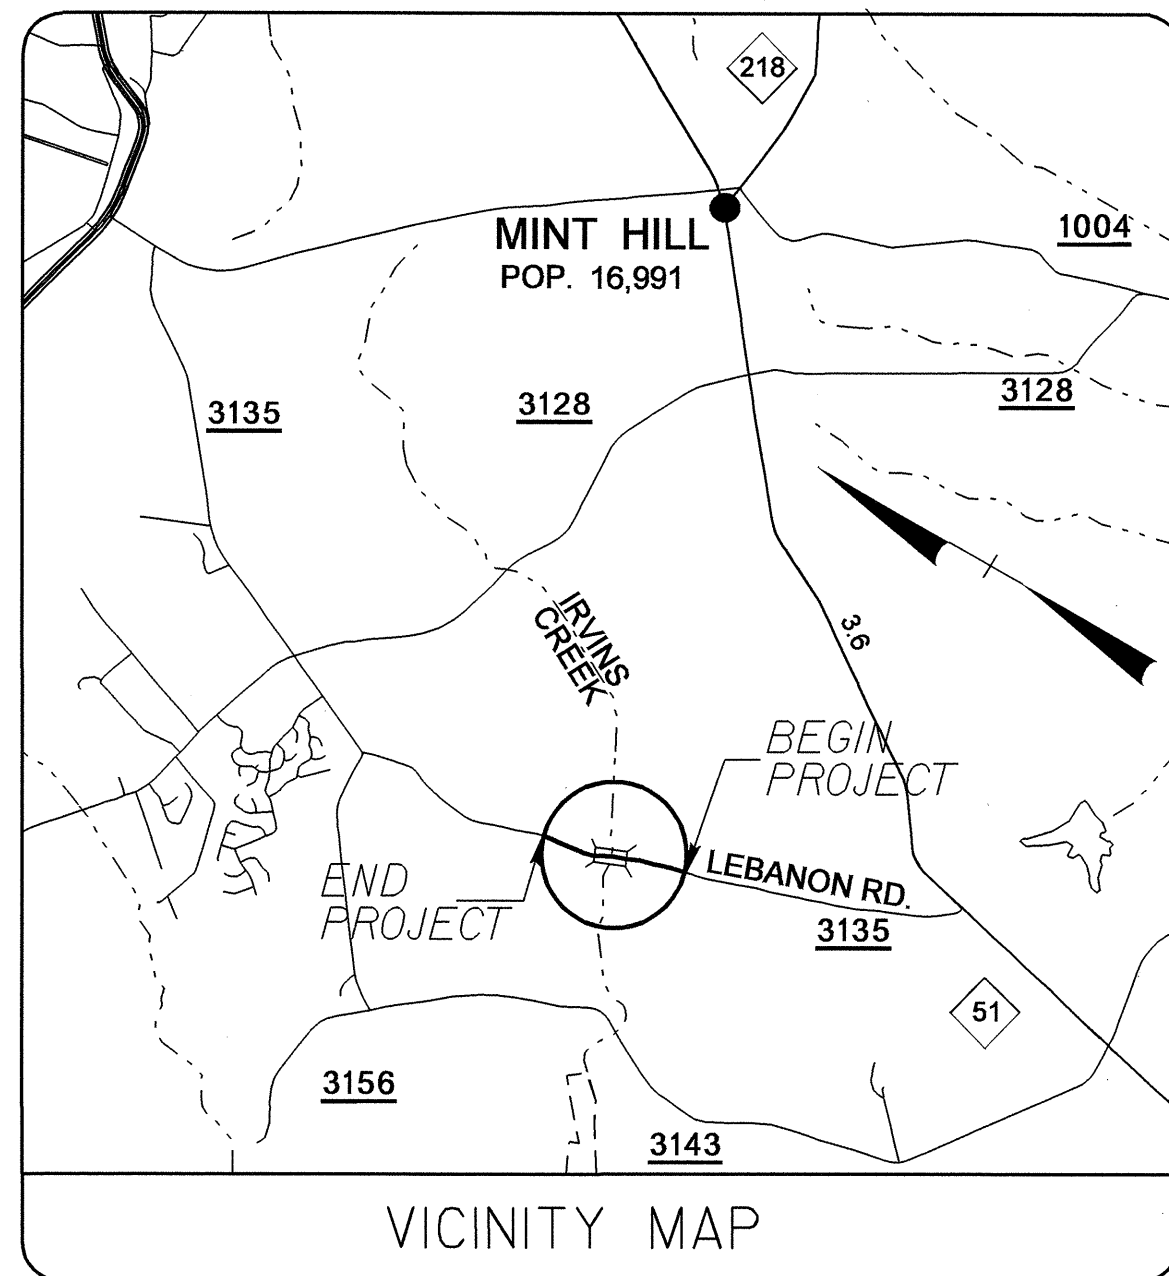 218
MINT HILL
POP. 16,991
1004
3135
3128
3128
IRVINS
CREEK
3.6
BEGIN
PROJECT
END
PROJECT
LEBANON RD.
3135
51
3156
3143
VICINITY MAP